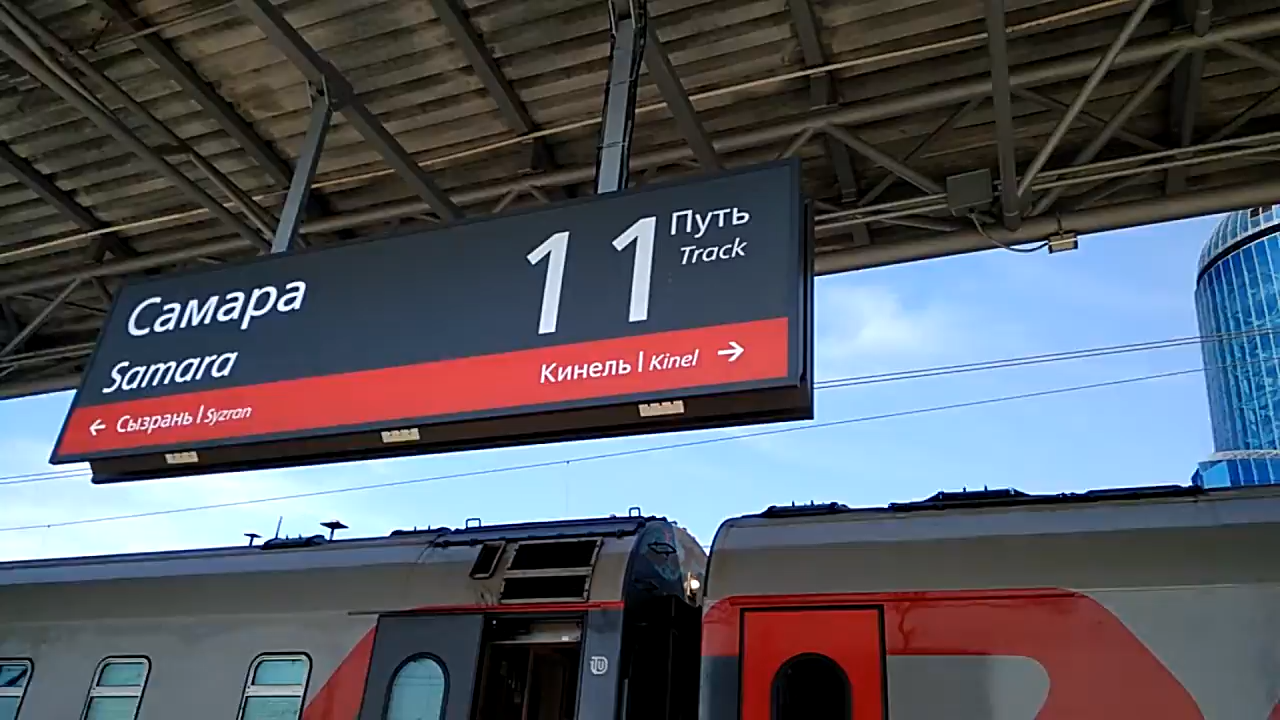 Самара
Samara
11
Путь
Track
← Сызрань | Syzran
Кинель | Kinel →